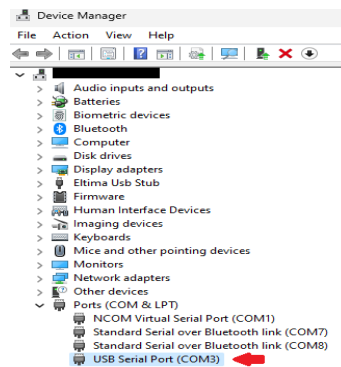 Device Manager
File Action View Help
Audio inputs and outputs
Batteries
Biometric devices
Bluetooth
Computer
Disk drives
Display adapters
Eltima Usb Stub
Firmware
Human Interface Devices
Imaging devices
Keyboards
Mice and other pointing devices
Monitors
Network adapters
Other devices
Ports (COM & LPT)
NCOM Virtual Serial Port (COM1)
Standard Serial over Bluetooth link (COM7)
Standard Serial over Bluetooth link (COM8)
USB Serial Port (COM3)